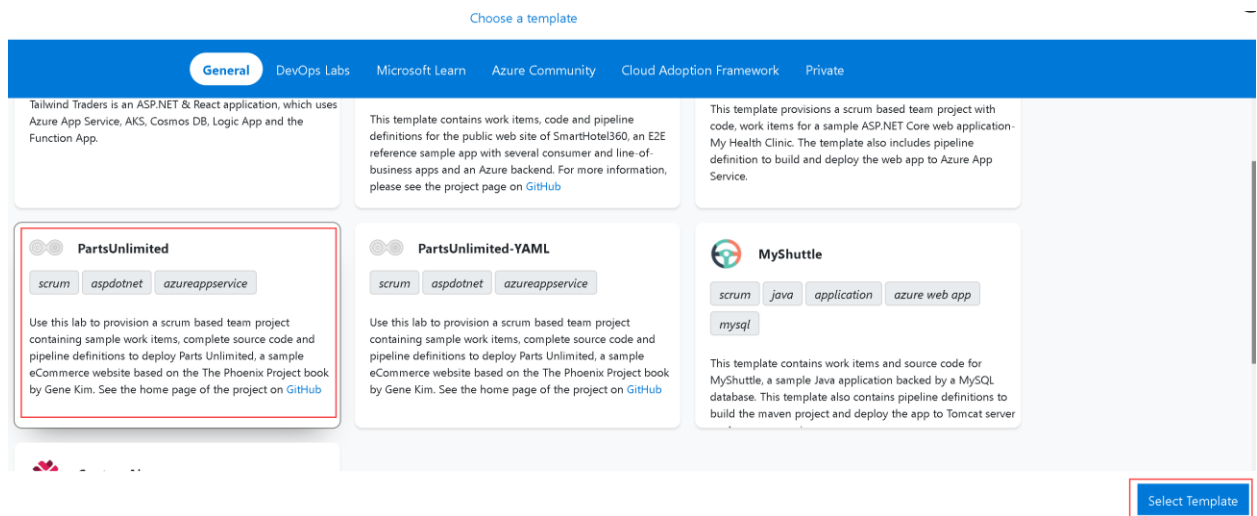 Choose a template
General DevOps Labs Microsoft Learn Azure Community Cloud Adoption Framework Private
Tailwind Traders is an ASP.NET & React application, which uses
Azure App Service, AKS, Cosmos DB, Logic App and the
Function App.
This template contains work items, code and pipeline
definitions for the public web site of SmartHotel360, an E2E
reference sample app with several consumer and line-of-
business apps and an Azure backend. For more information,
please see the project page on GitHub
This template provisions a scrum based team project with
code, work items for a sample ASP.NET Core web application-
My Health Clinic. The template also includes pipeline
definition to build and deploy the web app to Azure App
Service.
PartsUnlimited
scrum aspdotnet azureappservice
Use this lab to provision a scrum based team project
containing sample work items, complete source code and
pipeline definitions to deploy Parts Unlimited, a sample
eCommerce website based on the The Phoenix Project book
by Gene Kim. See the home page of the project on GitHub
PartsUnlimited-YAML
scrum aspdotnet azureappservice
Use this lab to provision a scrum based team project
containing sample work items, complete source code and
pipeline definitions to deploy Parts Unlimited, a sample
eCommerce website based on the The Phoenix Project book
by Gene Kim. See the home page of the project on GitHub
MyShuttle
scrum java application azure web app
mysql
This template contains work items and source code for
MyShuttle, a sample Java application backed by a MySQL
database. This template also contains pipeline definitions to
build the maven project and deploy the app to Tomcat server
Select Template